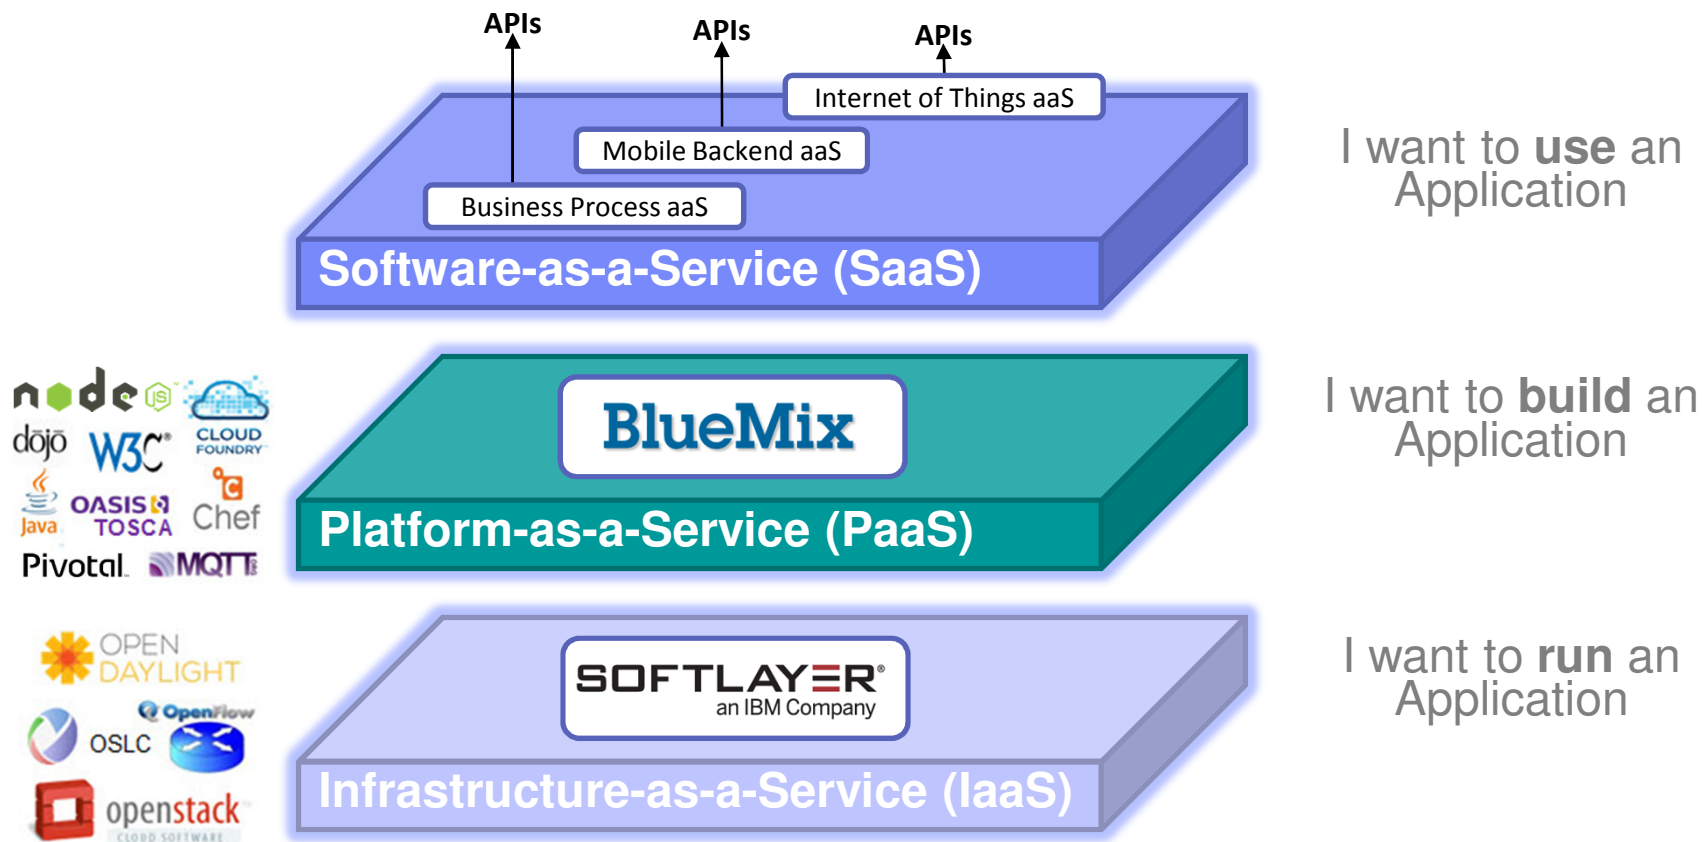 APIs
APIs
APIs
Internet of Things aaS
Mobile Backend aaS
Business Process aaS
Software-as-a-Service (SaaS)
I want to use an
Application
node JS
CLOUD
FOUNDRY
dōjō
W3C®
Java
OASIS
TOSCA
C
Chef
Pivotal
MQTT
BlueMix
Platform-as-a-Service (PaaS)
I want to build an
Application
OPEN
DAYLIGHT
OpenFlow
OSLC
openstack
CLOUD SOFTWARE
SOFTLAYER®
an IBM Company
Infrastructure-as-a-Service (IaaS)
I want to run an
Application